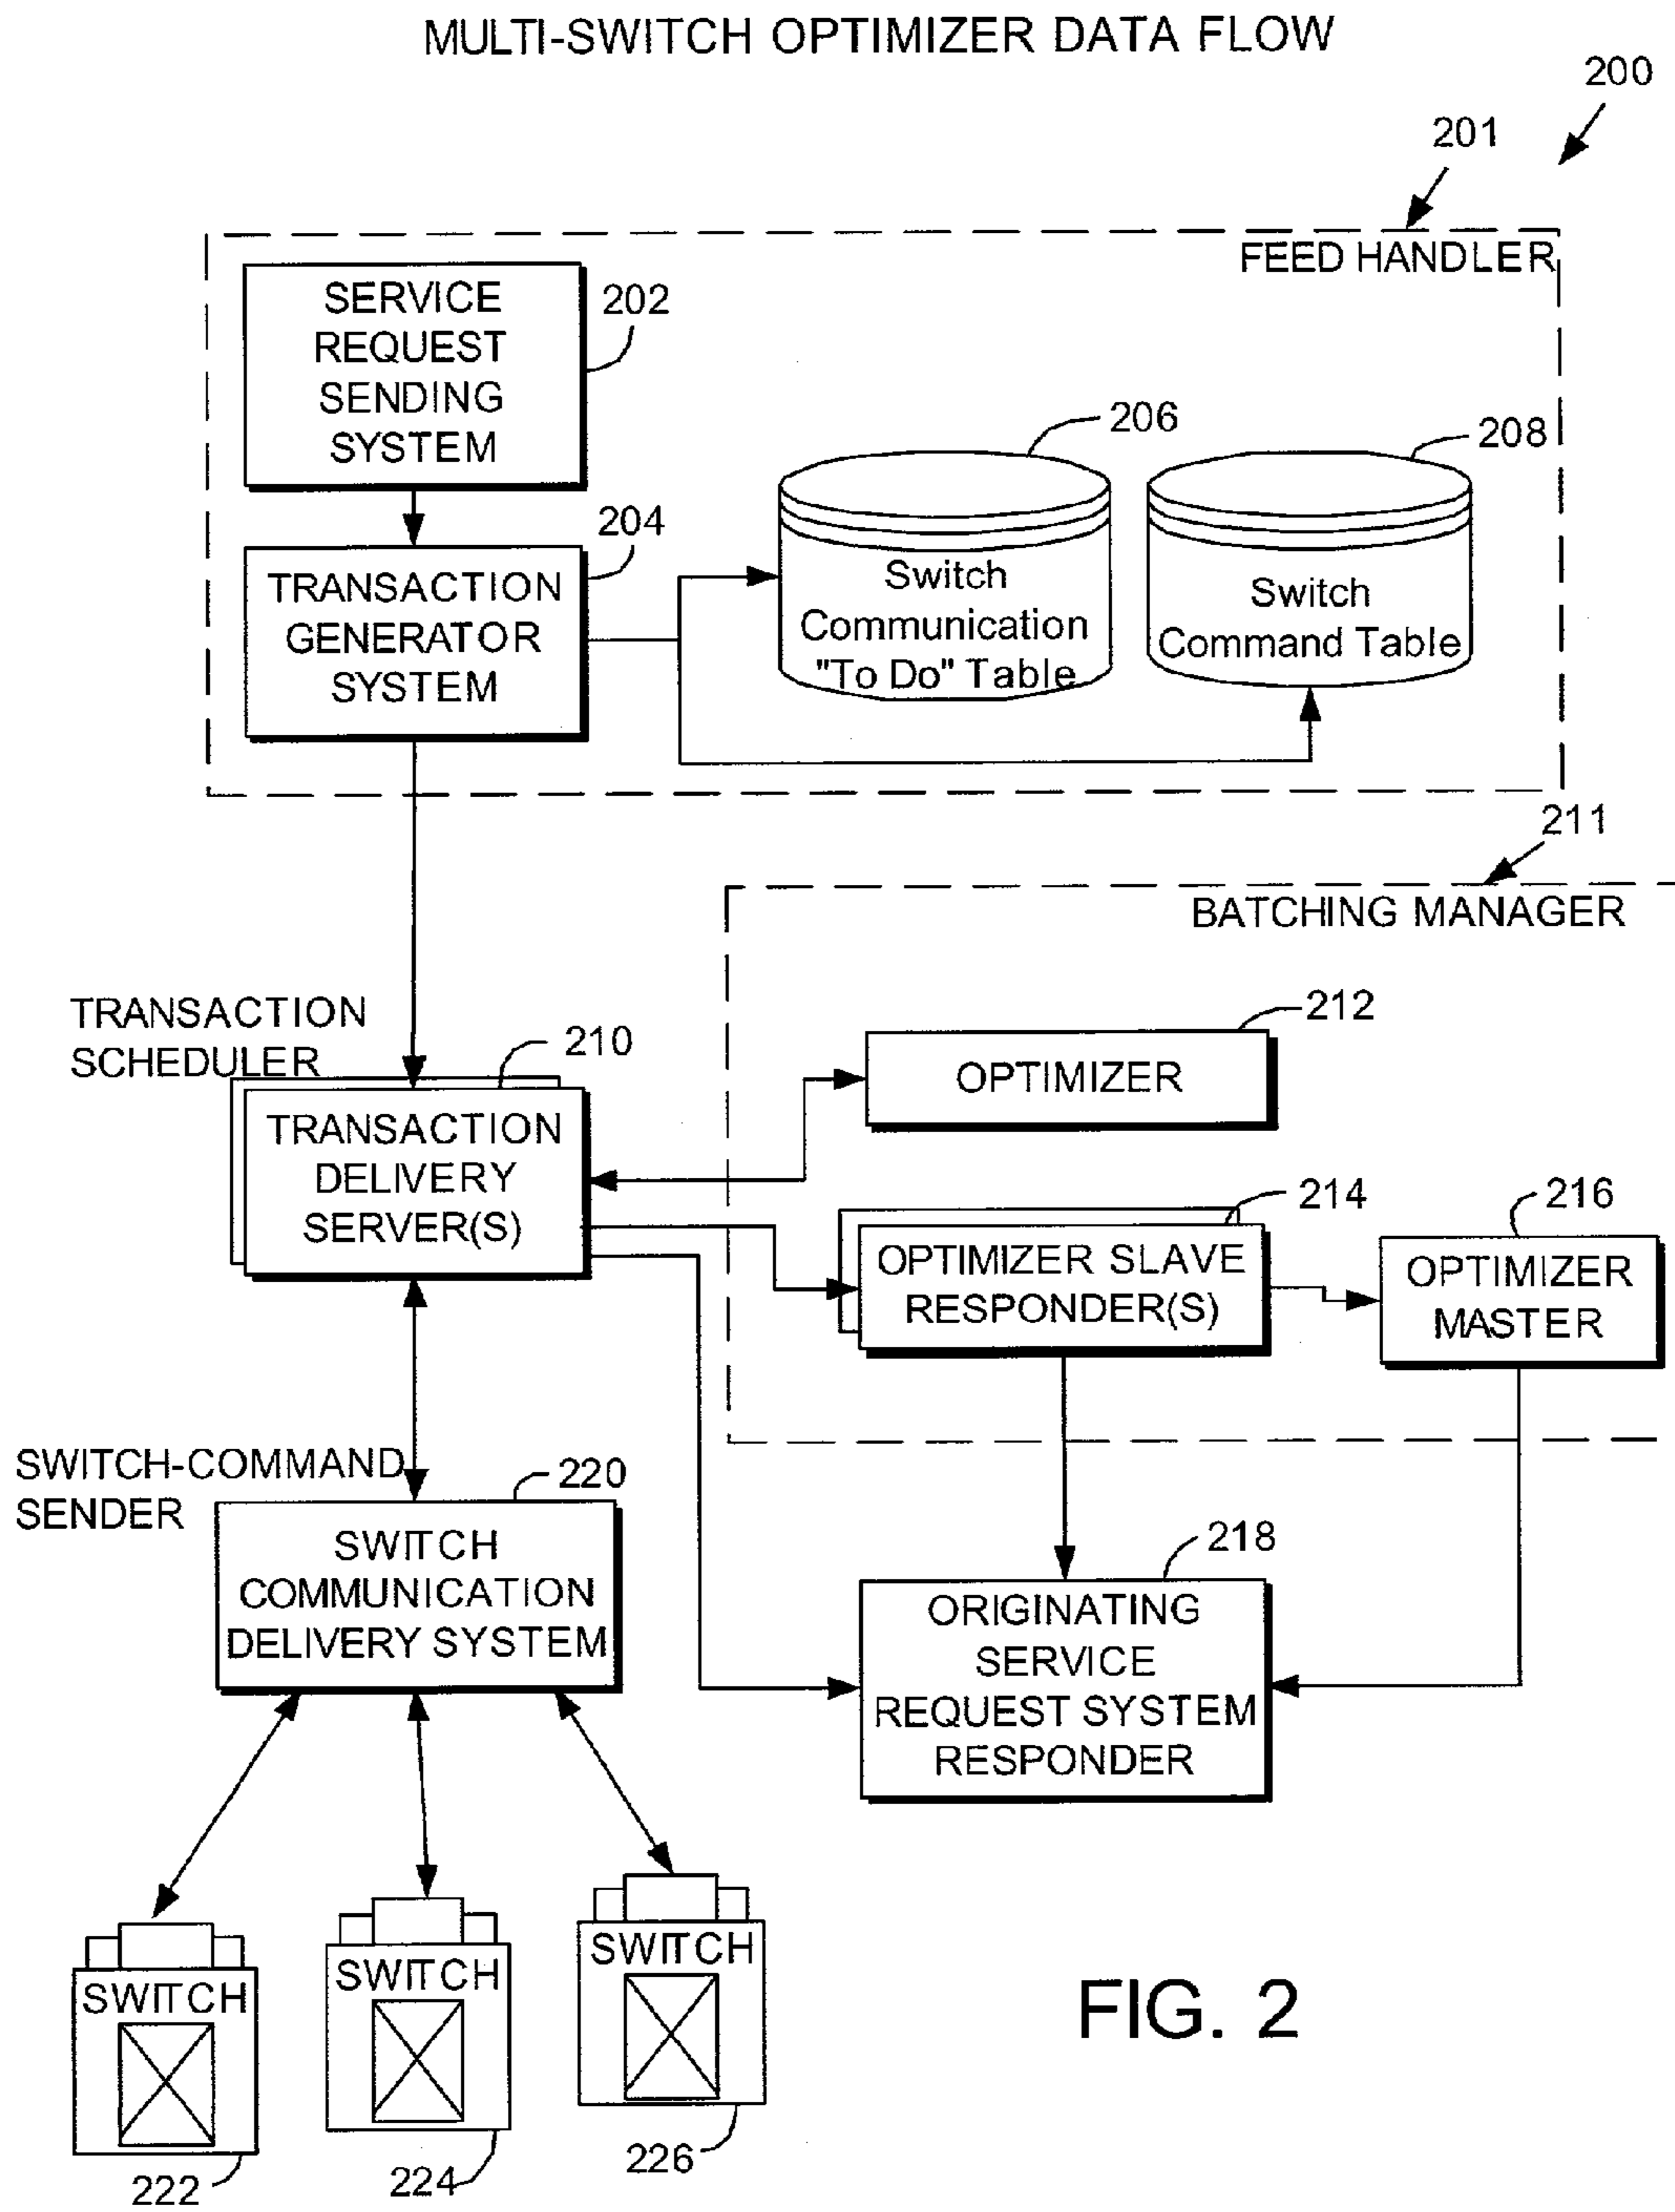 MULTI-SWITCH OPTIMIZER DATA FLOW
200
201
FEED HANDLER
SERVICE
REQUEST
SENDING
SYSTEM
202
206
208
204
TRANSACTION
GENERATOR
SYSTEM
Switch
Communication
"To Do" Table
Switch
Command Table
211
BATCHING MANAGER
TRANSACTION
SCHEDULER
210
212
OPTIMIZER
TRANSACTION
DELIVERY
SERVER(S)
214
216
OPTIMIZER SLAVE
RESPONDER(S)
OPTIMIZER
MASTER
SWITCH-COMMAND
SENDER
220
218
SWITCH
COMMUNICATION
DELIVERY SYSTEM
ORIGINATING
SERVICE
REQUEST SYSTEM
RESPONDER
SWITCH
SWITCH
SWITCH
222
224
226
FIG. 2